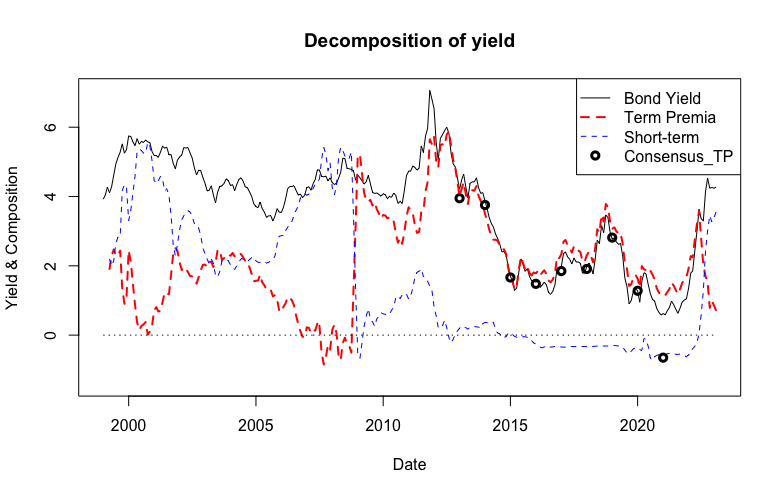 Decomposition of yield
Yield & Composition
6
4
2
0
Bond Yield
Term Premia
Short-term
Consensus_TP
2000 2005 2010 2015 2020
Date